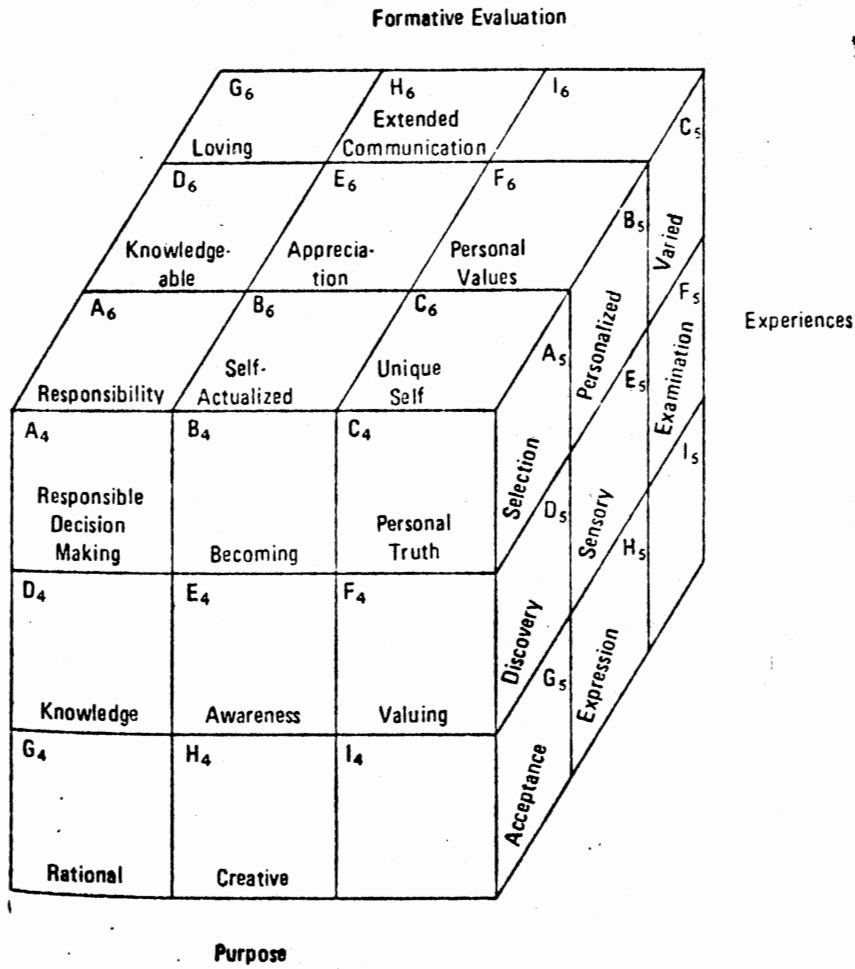 Formative Evaluation
G6
H6
I6
Loving
Extended
Communication
C5
D6
E6
F6
B5
Varied
Knowledge-
able
Apprecia-
tion
Personal
Values
F5
A6
B6
C6
A5
Personalized
Experiences
Responsibility
Self-
Actualized
Unique
Self
E5
Examination
A4
B4
C4
Selection
I5
Responsible
Decision
Making
Becoming
Personal
Truth
D5
Sensory
H5
D4
E4
F4
Discovery
G5
Expression
Knowledge
Awareness
Valuing
G4
H4
I4
Acceptance
Rational
Creative
Purpose